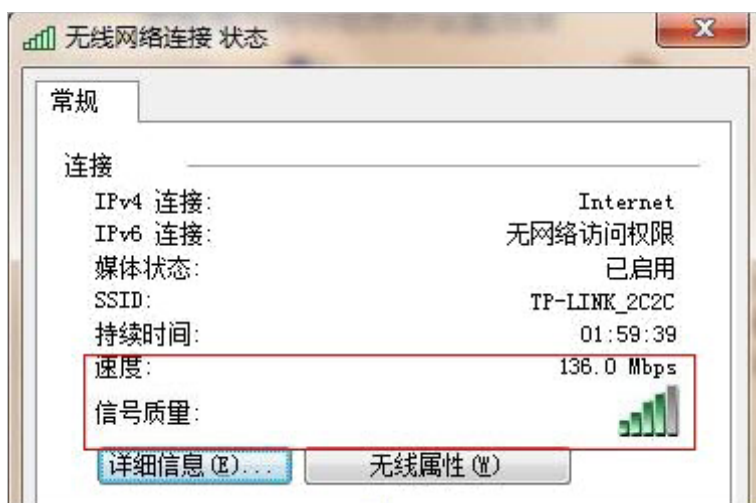 无线网络连接 状态
常规
连接
IPv4 连接: Internet
IPv6 连接: 无网络访问权限
媒体状态: 已启用
SSID: TP-LINK_2C2C
持续时间: 01:59:39
速度: 136.0 Mbps
信号质量:
详细信息(E)... 无线属性(W)